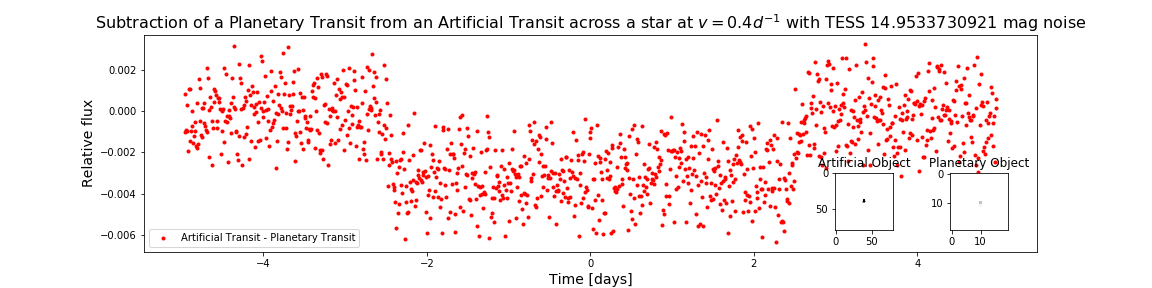 Subtraction of a Planetary Transit from an Artificial Transit across a star at v = 0.4d⁻¹ with TESS 14.9533730921 mag noise
Relative flux
0.002
0.000
−0.002
−0.004
−0.006
Artificial Transit - Planetary Transit
Artificial Object
0
50
0 50
Planetary Object
0
10
0 10
−4 −2 0 2 4
Time [days]